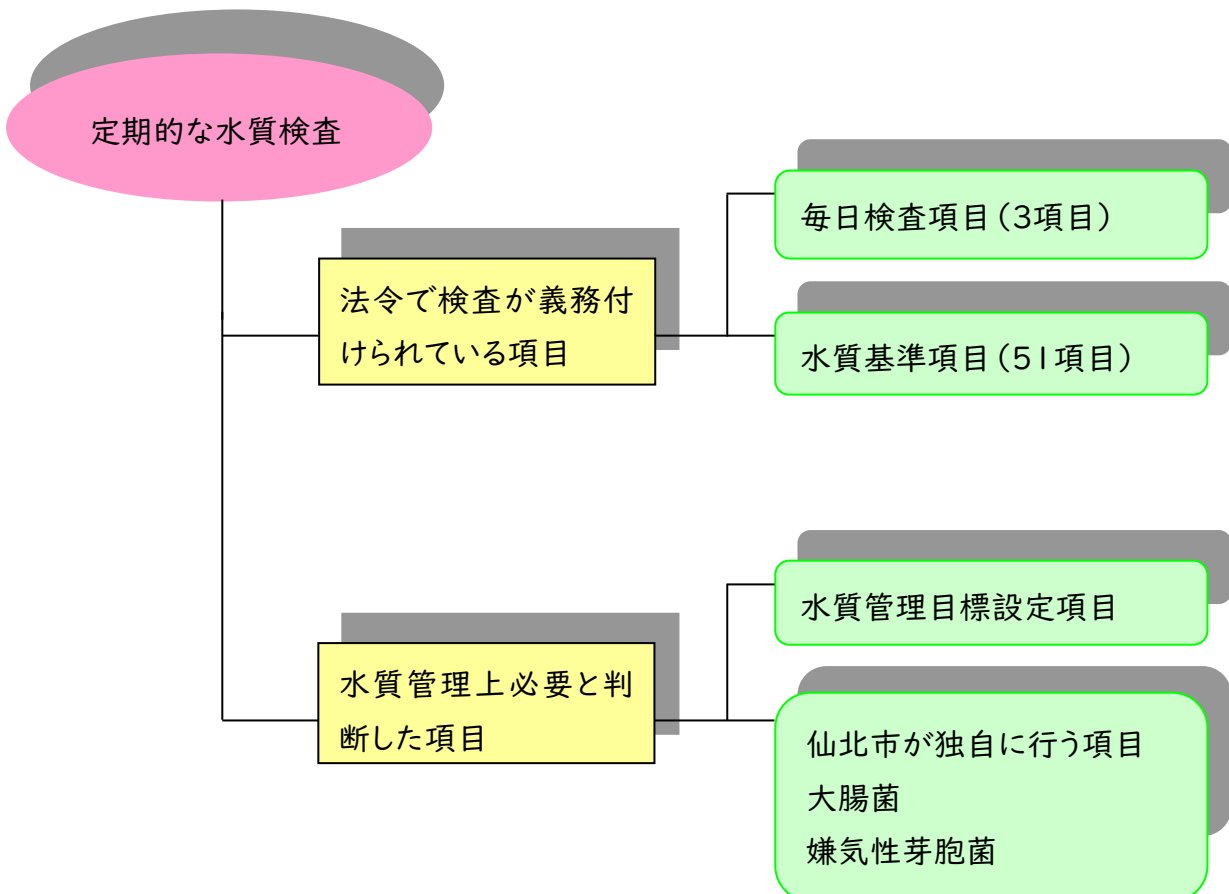 定期的な水質検査
毎日検査項目(3項目)
法令で検査が義務付
けられている項目
水質基準項目(51項目)
水質管理目標設定項目
水質管理上必要と判
断した項目
仙北市が独自に行う項目
大腸菌
嫌気性芽胞菌